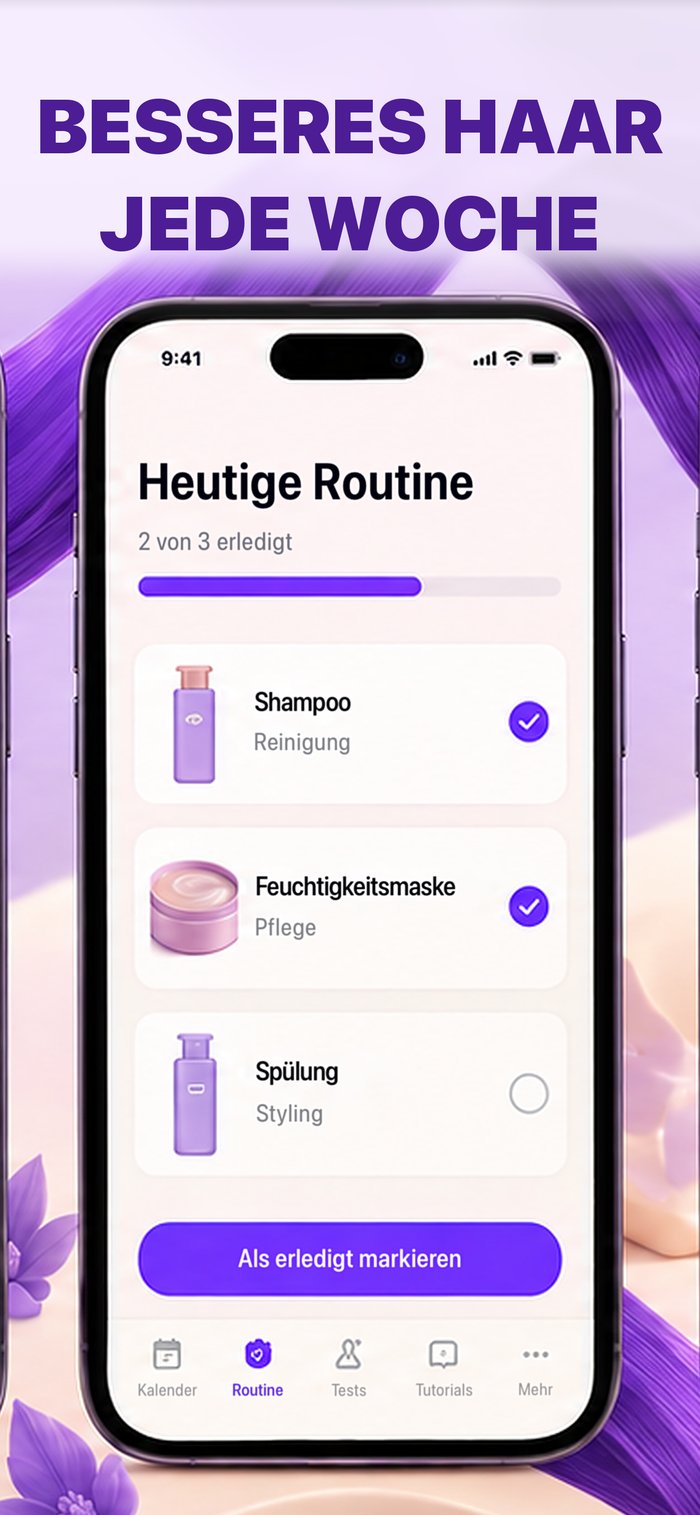 BESSERES HAAR
JEDE WOCHE
9:41
Heutige Routine
2 von 3 erledigt
Shampoo
Reinigung
Feuchtigkeitsmaske
Pflege
Spülung
Styling
Als erledigt markieren
Kalender
Routine
Tests
Tutorials
Mehr